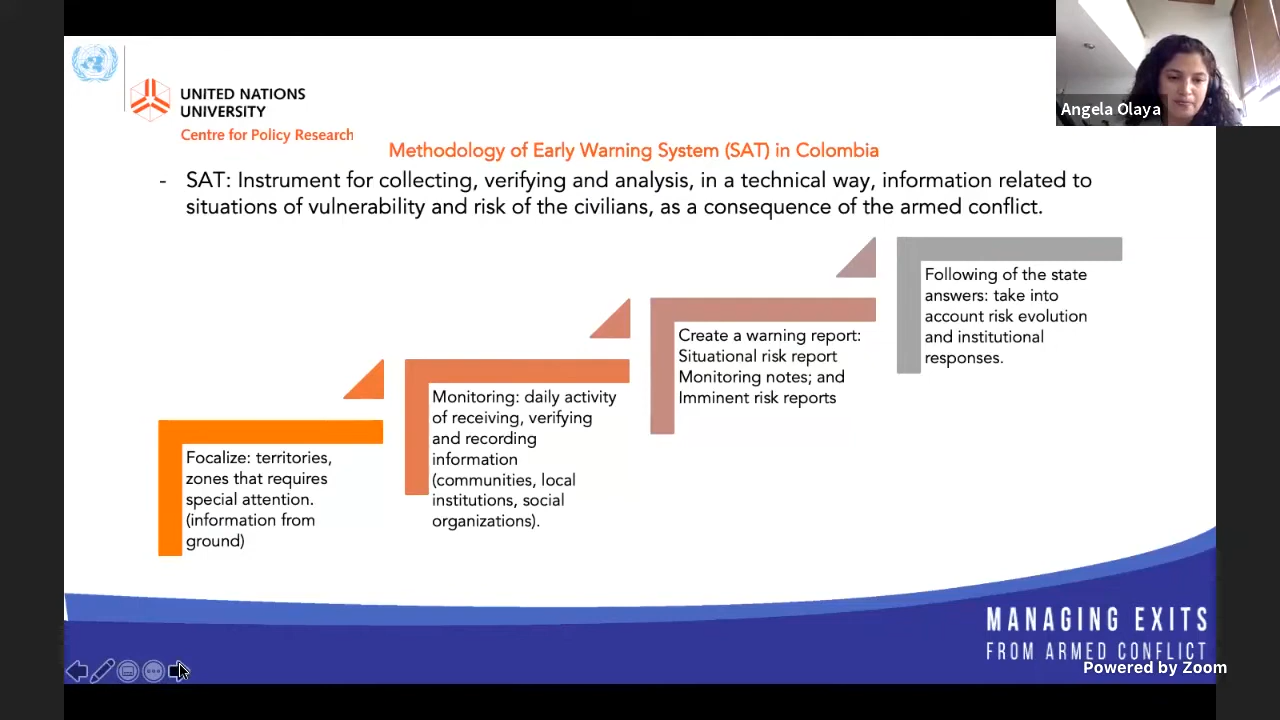 UNITED NATIONS
UNIVERSITY
Centre for Policy Research
Angela Olaya
Methodology of Early Warning System (SAT) in Colombia
- SAT: Instrument for collecting, verifying and analysis, in a technical way, information related to
situations of vulnerability and risk of the civilians, as a consequence of the armed conflict.
Focalize: territories,
zones that requires
special attention.
(information from
ground)
Monitoring: daily activity
of receiving, verifying
and recording
information
(communities, local
institutions, social
organizations).
Create a warning report:
Situational risk report
Monitoring notes; and
Imminent risk reports
Following of the state
answers: take into
account risk evolution
and institutional
responses.
MANAGING EXITS
FROM ARMED CONFLICT
Powered by Zoom